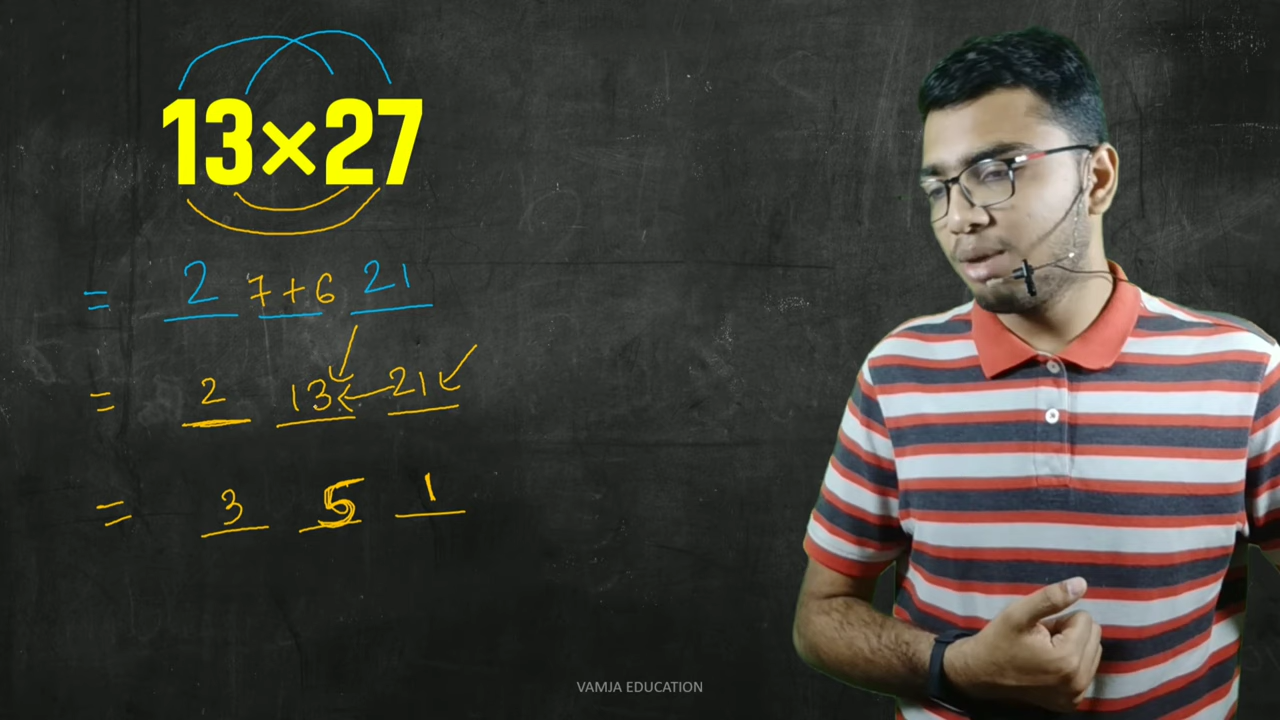 13×27
= 2 7+6 21
= 2 13 21
= 3 5 1
VAMJA EDUCATION